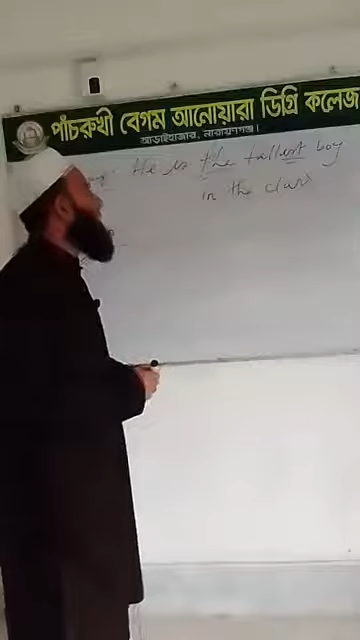 পাঁচরুখী বেগম আনোয়ারা ডিগ্রি কলেজ
আড়াইহাজার, নারায়ণগঞ্জ।
He is the tallest boy
in the class